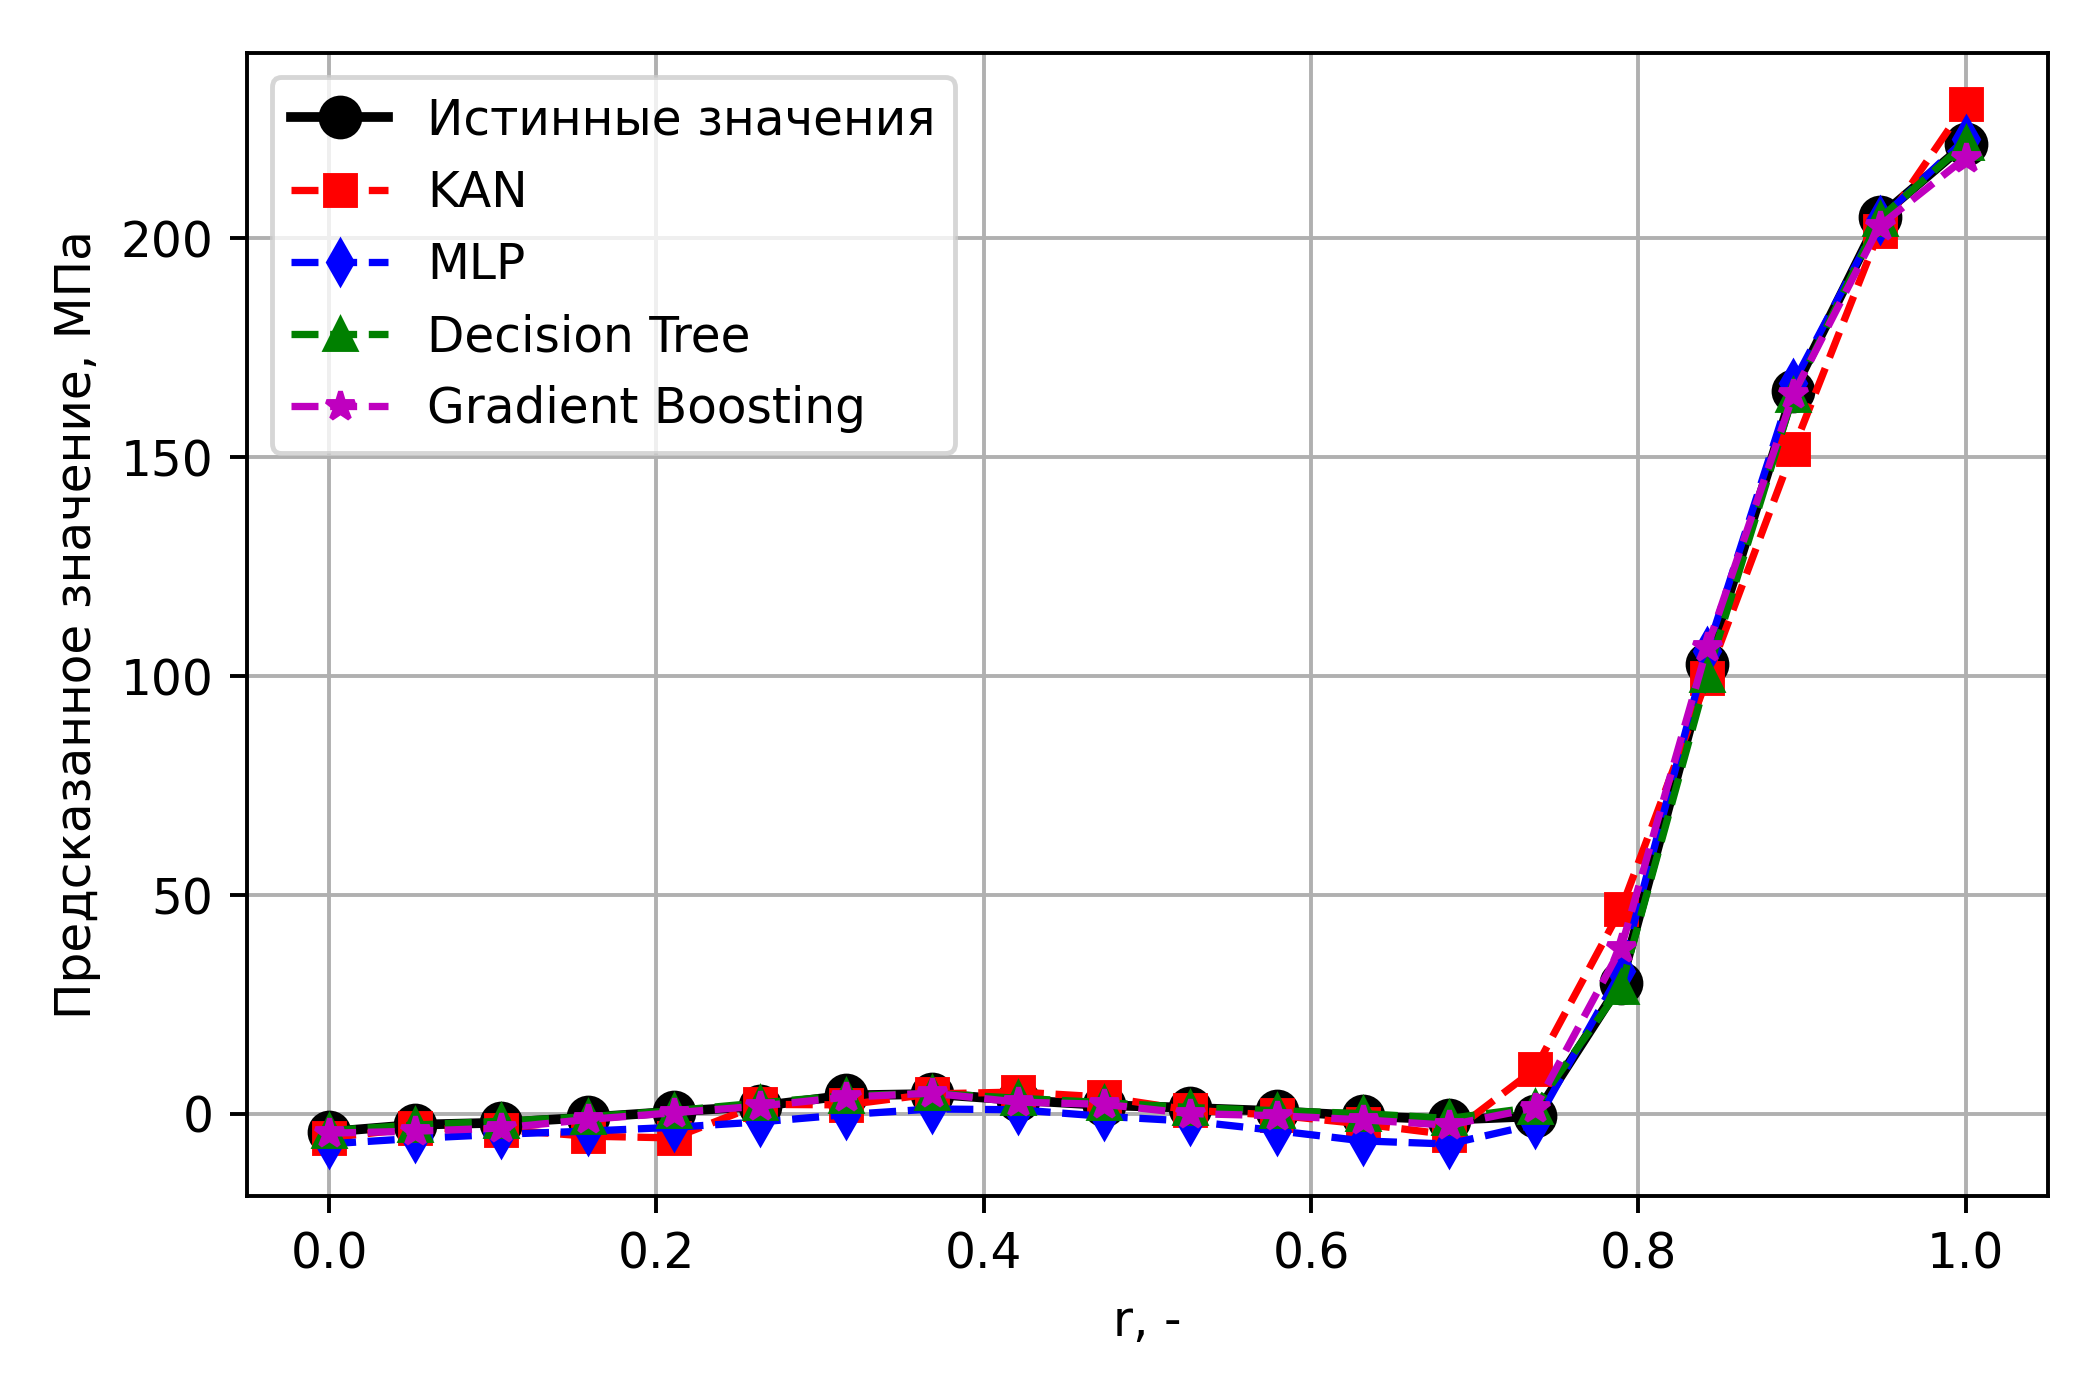 Истинные значения
KAN
MLP
Decision Tree
Gradient Boosting
Предсказанное значение, МПа
200
150
100
50
0
0.0 0.2 0.4 0.6 0.8 1.0
r, -